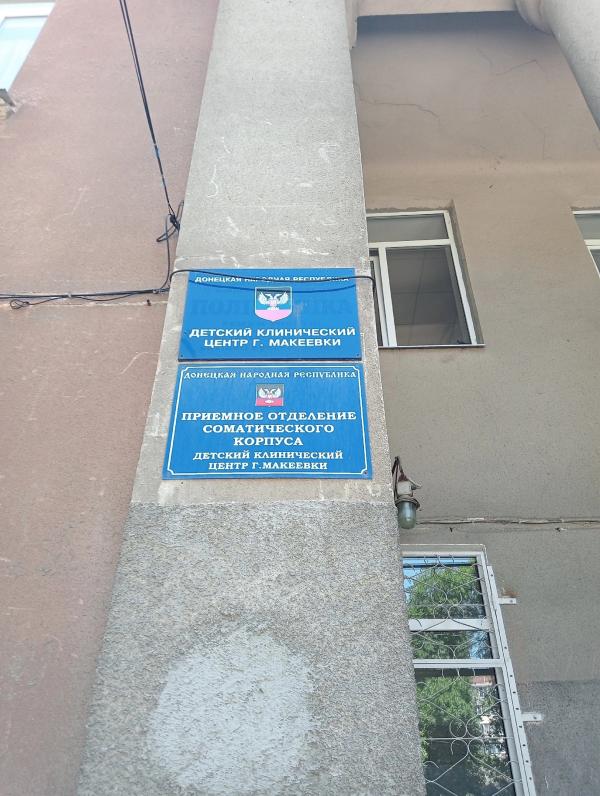 ДОНЕЦКАЯ НАРОДНАЯ РЕСПУБЛИКА
ДЕТСКИЙ КЛИНИЧЕСКИЙ
ЦЕНТР Г. МАКЕЕВКИ
ДОНЕЦКАЯ НАРОДНАЯ РЕСПУБЛИКА
ПРИЕМНОЕ ОТДЕЛЕНИЕ
СОМАТИЧЕСКОГО
КОРПУСА
ДЕТСКИЙ КЛИНИЧЕСКИЙ
ЦЕНТР Г.МАКЕЕВКИ